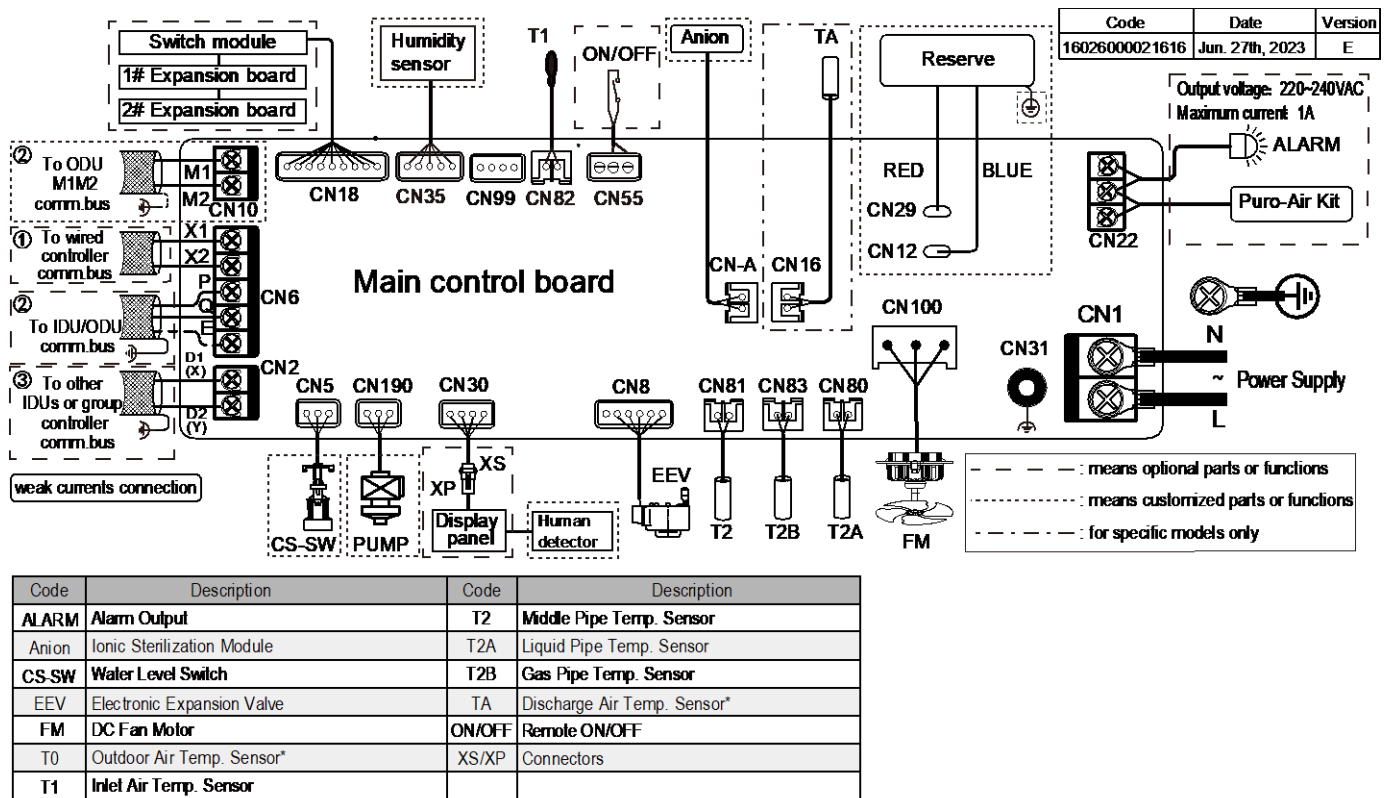 Code Date Version
16026000021616 Jun. 27th, 2023 E
Switch module
1# Expansion board
2# Expansion board
Humidity
sensor
T1
ON/OFF
Anion
TA
Reserve
RED
BLUE
CN29
CN12
Output voltage: 220~240VAC
Maximum current 1A
ALARM
Puro-Air Kit
CN22
② To ODU
M1M2
comm.bus
M1
M2
CN10
CN18
CN35
CN99
CN82
CN55
① To wired
controller
comm.bus
X1
X2
P
Q
E
CN6
② To IDU/ODU
comm.bus
③ To other
IDUs or group
controller
comm.bus
D1
(X)
D2
(Y)
CN2
Main control board
CN-A
CN16
CN100
CN31
CN1
N
~ Power Supply
L
CN5
CN190
CN30
CN8
CN81
CN83
CN80
weak currents connection
CS-SW
PUMP
XS
XP
Display
panel
Human
detector
EEV
T2
T2B
T2A
FM
: means optional parts or functions
: means customized parts or functions
: for specific models only
Code Description Code Description
ALARM Alarm Output T2 Middle Pipe Temp. Sensor
Anion Ionic Sterilization Module T2A Liquid Pipe Temp. Sensor
CS-SW Water Level Switch T2B Gas Pipe Temp. Sensor
EEV Electronic Expansion Valve TA Discharge Air Temp. Sensor*
FM DC Fan Motor ON/OFF Remote ON/OFF
T0 Outdoor Air Temp. Sensor* XS/XP Connectors
T1 Inlet Air Temp. Sensor